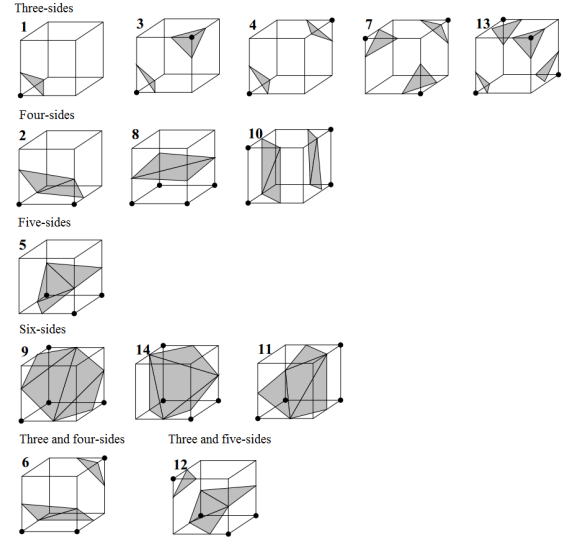 Three-sides
1 3 4 7 13
Four-sides
2 8 10
Five-sides
5
Six-sides
9 14 11
Three and four-sides Three and five-sides
6 12